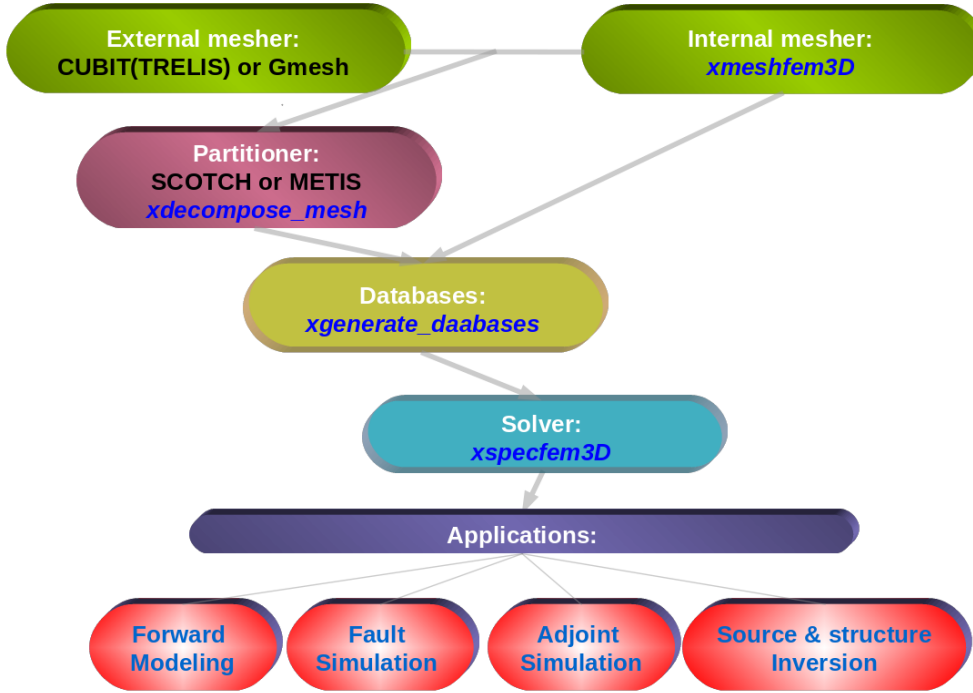 External mesher:
CUBIT(TRELIS) or Gmesh
Internal mesher:
xmeshfem3D
Partitioner:
SCOTCH or METIS
xdecompose_mesh
Databases:
xgenerate_daabases
Solver:
xspecfem3D
Applications:
Forward
Modeling
Fault
Simulation
Adjoint
Simulation
Source & structure
Inversion